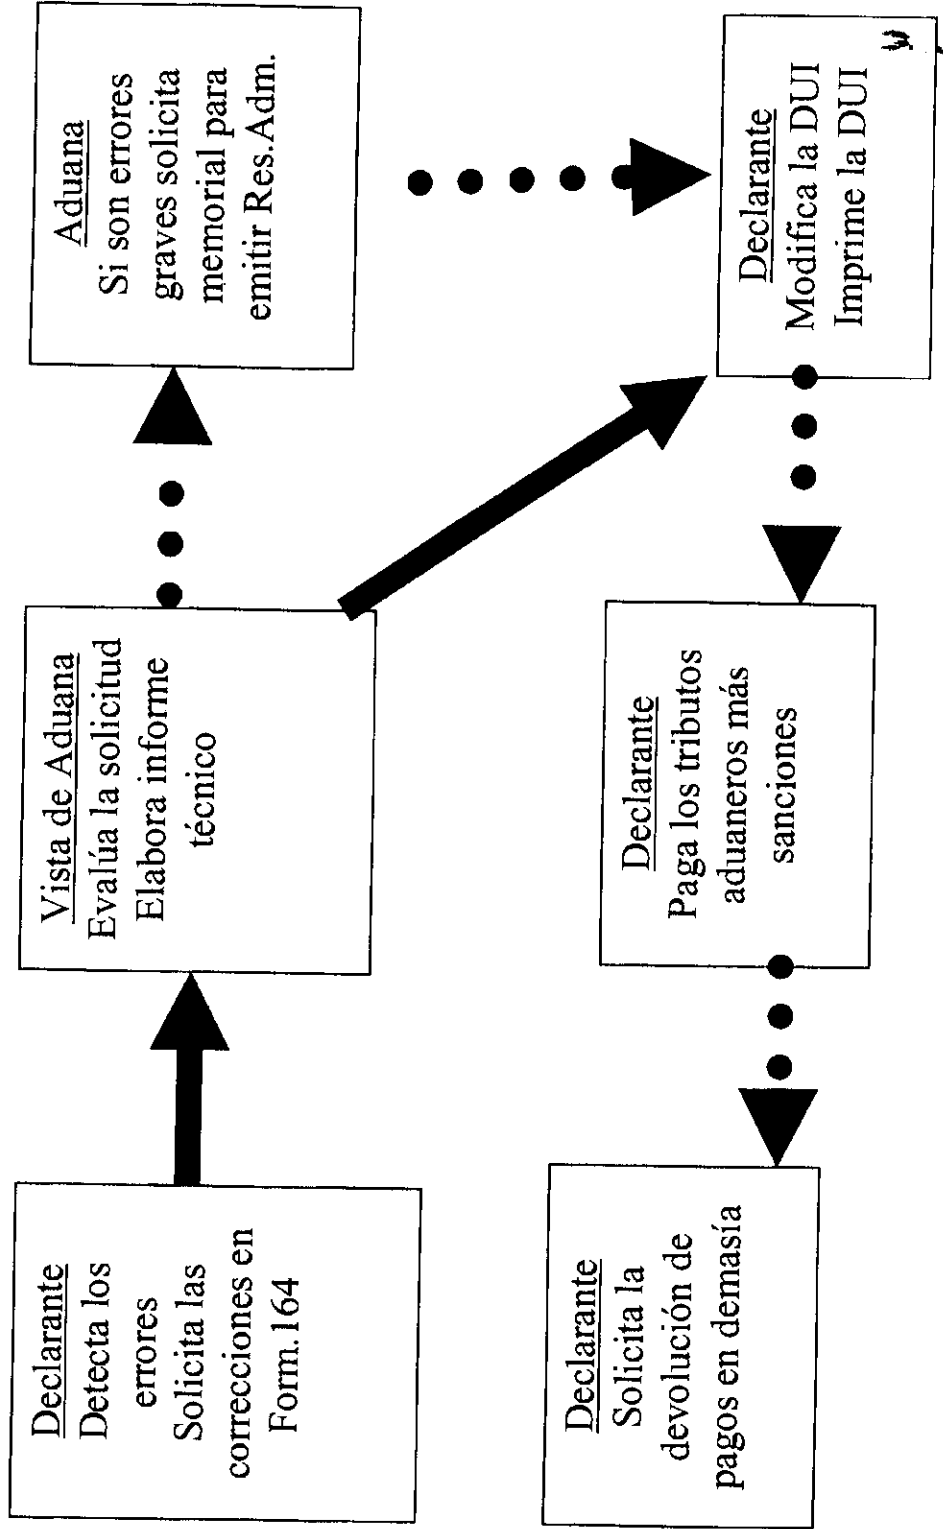 Declarante
Detecta los
errores
Solicita las
correcciones en
Form.164
Vista de Aduana
Evalúa la solicitud
Elabora informe
técnico
Aduana
Si son errores
graves solicita
memorial para
emitir Res.Adm.
Declarante
Modifica la DUI
Imprime la DUI
Declarante
Paga los tributos
aduaneros más
sanciones
Declarante
Solicita la
devolución de
pagos en demasía